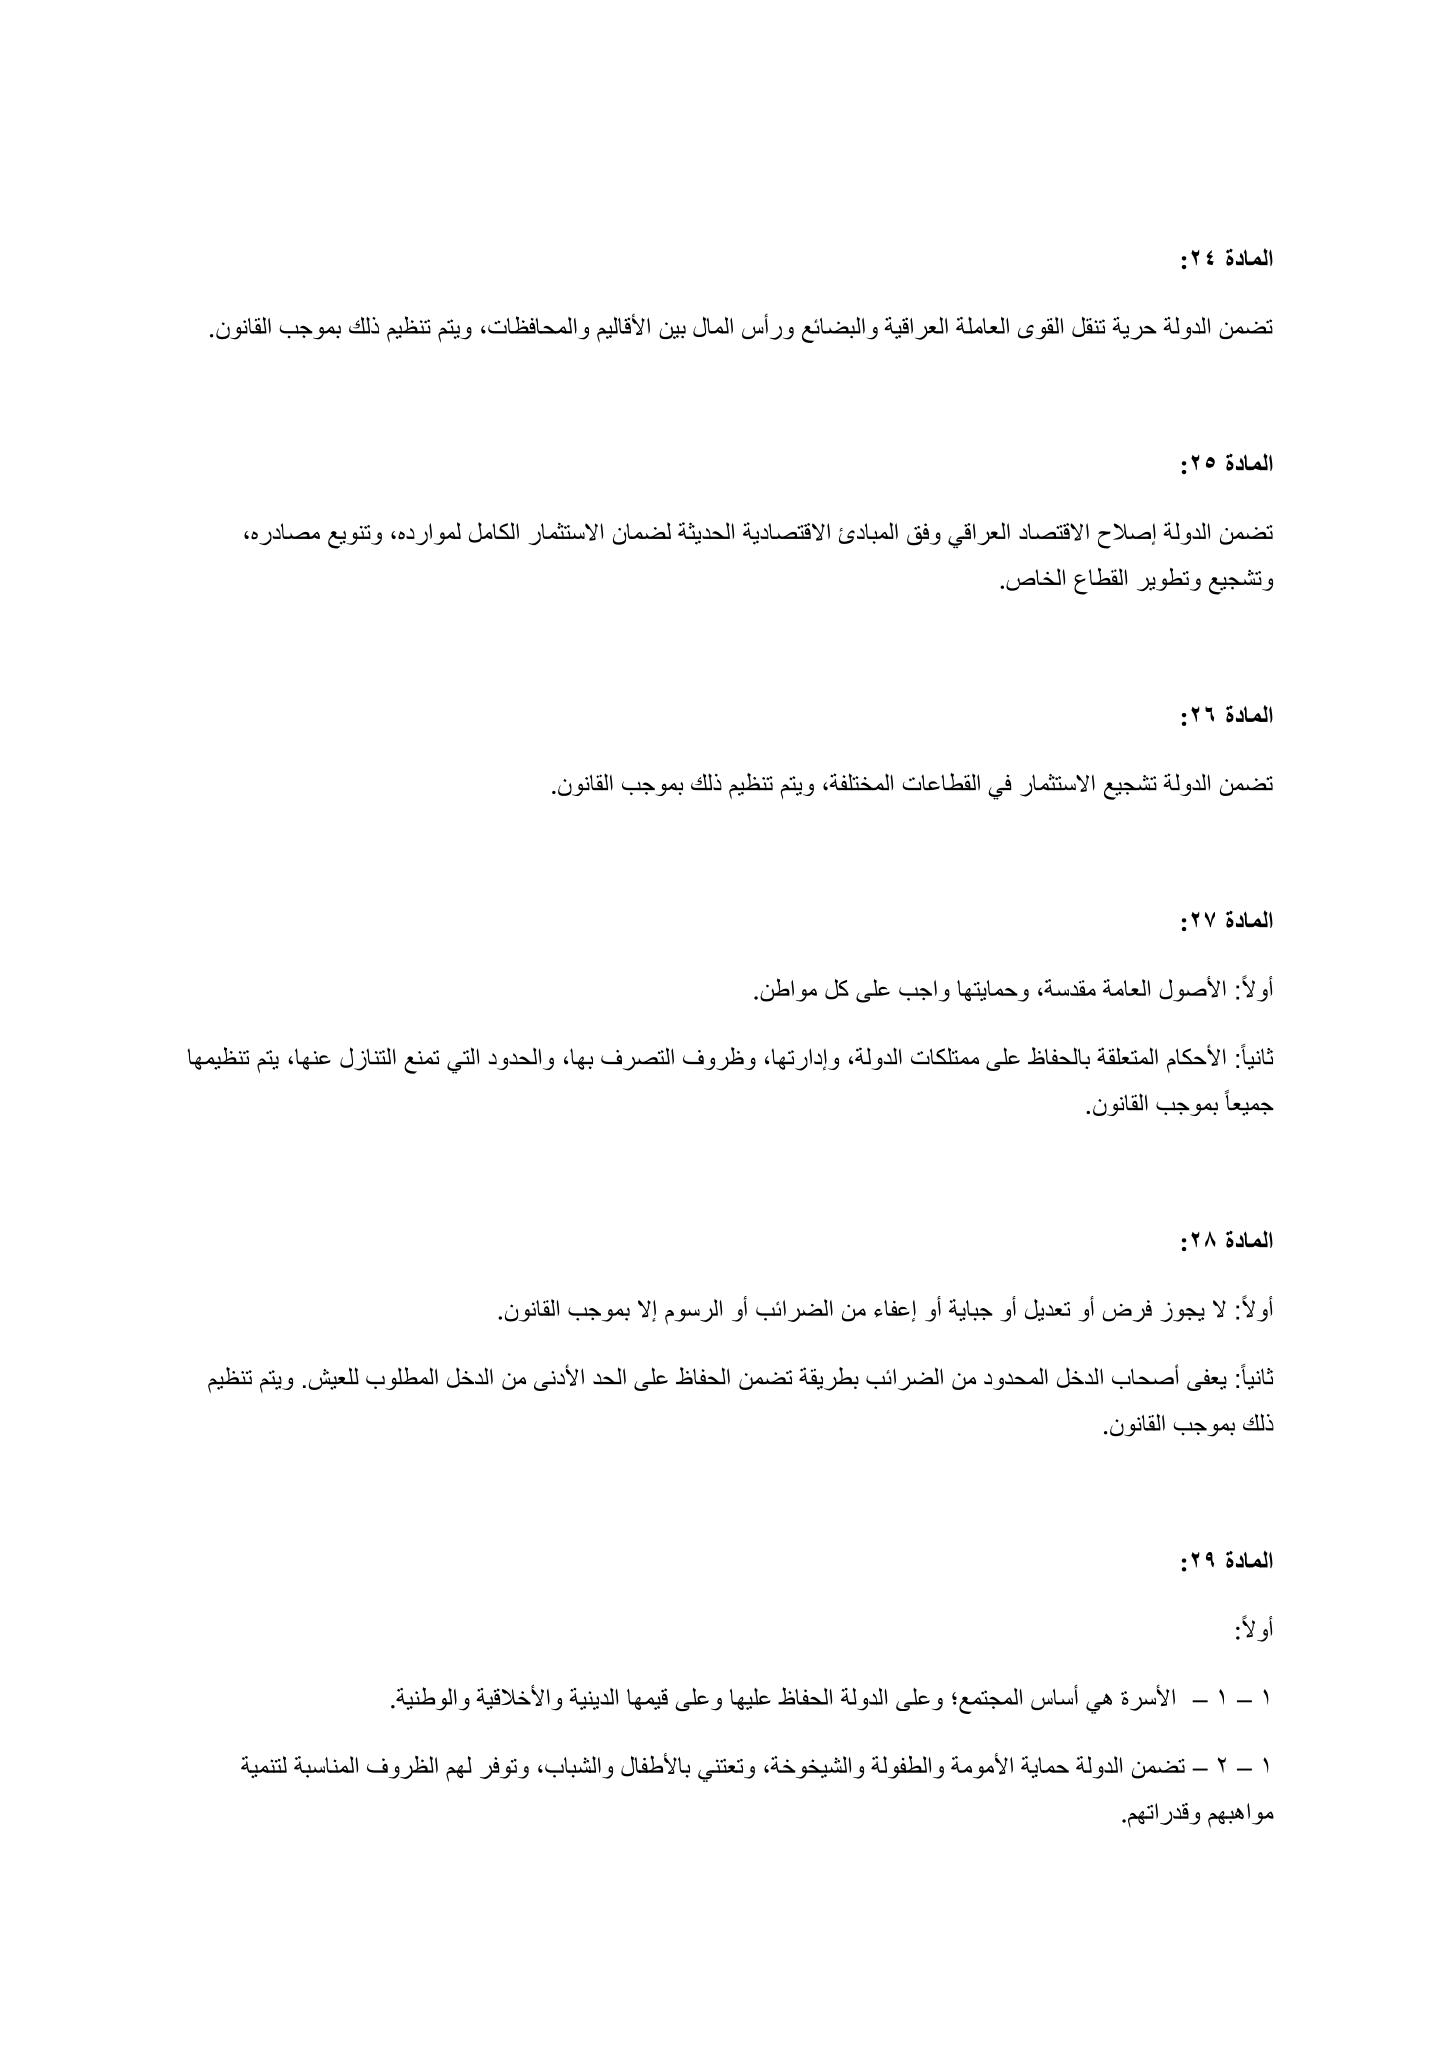 المادة ٢٤:
تضمن الدولة حرية تنقل القوى العاملة العراقية والبضائع ورأس المال بين الأقاليم والمحافظات، ويتم تنظيم ذلك بموجب القانون.
المادة ٢٥:
تضمن الدولة إصلاح الاقتصاد العراقي وفق المبادئ الاقتصادية الحديثة لضمان الاستثمار الكامل لموارده، وتنويع مصادره،
وتشجيع وتطوير القطاع الخاص.
المادة ٢٦:
تضمن الدولة تشجيع الاستثمار في القطاعات المختلفة، ويتم تنظيم ذلك بموجب القانون.
المادة ٢٧:
أولاً: الأصول العامة مقدسة، وحمايتها واجب على كل مواطن.
ثانياً: الأحكام المتعلقة بالحفاظ على ممتلكات الدولة، وإدارتها، وظروف التصرف بها، والحدود التي تمنع التنازل عنها، يتم تنظيمها
جميعاً بموجب القانون.
المادة ٢٨:
أولاً: لا يجوز فرض أو تعديل أو جباية أو إعفاء من الضرائب أو الرسوم إلا بموجب القانون.
ثانياً: يعفى أصحاب الدخل المحدود من الضرائب بطريقة تضمن الحفاظ على الحد الأدنى من الدخل المطلوب للعيش. ويتم تنظيم
ذلك بموجب القانون.
المادة ٢٩:
أولاً:
١ – ١ – الأسرة هي أساس المجتمع؛ وعلى الدولة الحفاظ عليها وعلى قيمها الدينية والأخلاقية والوطنية.
١ – ٢ – تضمن الدولة حماية الأمومة والطفولة والشيخوخة، وتعتني بالأطفال والشباب، وتوفر لهم الظروف المناسبة لتنمية
مواهبهم وقدراتهم.